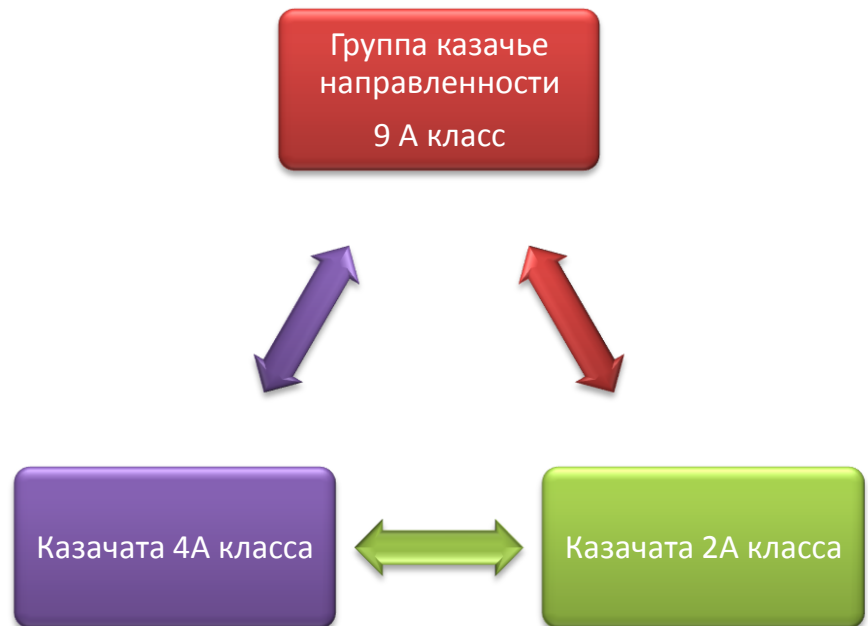 Группа казачье
направленности
9 А класс
Казачата 4А класса
Казачата 2А класса